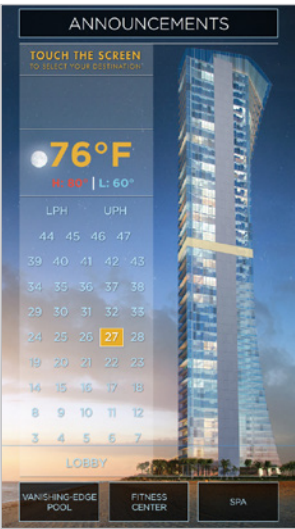 ANNOUNCEMENTS
TOUCH THE SCREEN
TO SELECT YOUR DESTINATION
76°F
H: 80° | L: 60°
LPH UPH
44 45 46 47
39 40 41 42 43
34 35 36 37 38
29 30 31 32 33
24 25 26 27 28
19 20 21 22 23
14 15 16 17 18
8 9 10 11 12
3 4 5 6 7
LOBBY
VANISHING-EDGE
POOL
FITNESS
CENTER
SPA